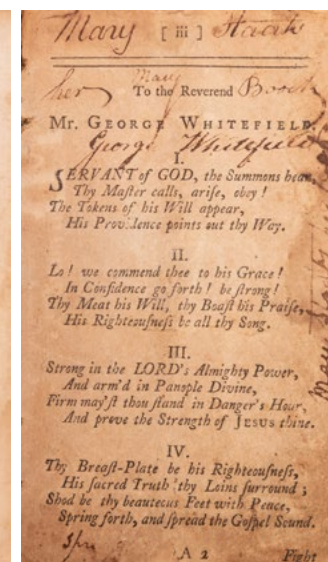 Mary [ iii ] Staats
Mary
her To the Reverend Book
Mr. GEORGE WHITEFIELD.
George Whitefield
I.
SERVANT of GOD, the Summons hear,
Thy Maſter calls, ariſe, obey !
The Tokens of his Will appear,
His Providence points out thy Way.
II.
Lo ! we commend thee to his Grace !
In Confidence go forth ! be ſtrong !
Thy Meat his Will, thy Boaſt his Praiſe,
His Righteouſneſs be all thy Song.
III.
Strong in the LORD's Almighty Power,
And arm'd in Panople Divine,
Firm may'ſt thou ſtand in Danger's Hour,
And prove the Strength of JESUS thine.
IV.
Thy Breaſt-Plate be his Righteouſneſs,
His ſacred Truth thy Loins ſurround ;
Shod be thy beauteous Feet with Peace,
Spring forth, and ſpread the Goſpel Sound.
A 2 Fight